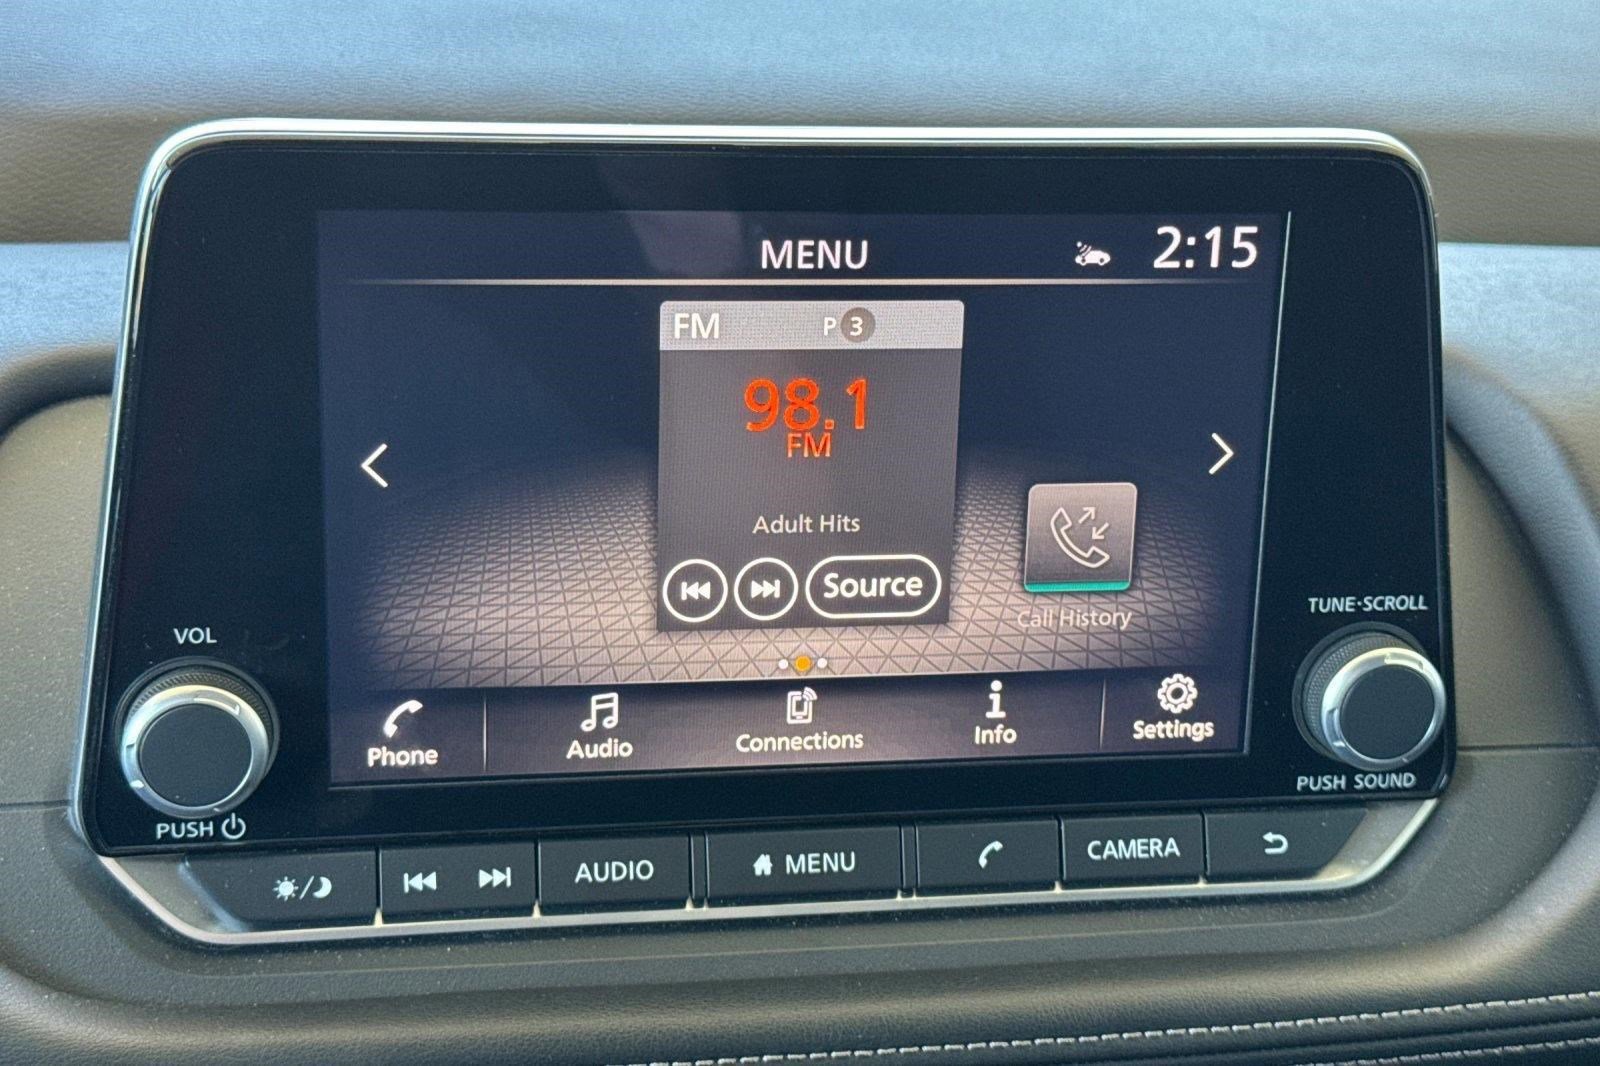 MENU
2:15
FM
P 3
98.1
FM
Adult Hits
Source
Call History
Phone
Audio
Connections
Info
Settings
VOL
PUSH
TUNE·SCROLL
PUSH SOUND
AUDIO
MENU
CAMERA